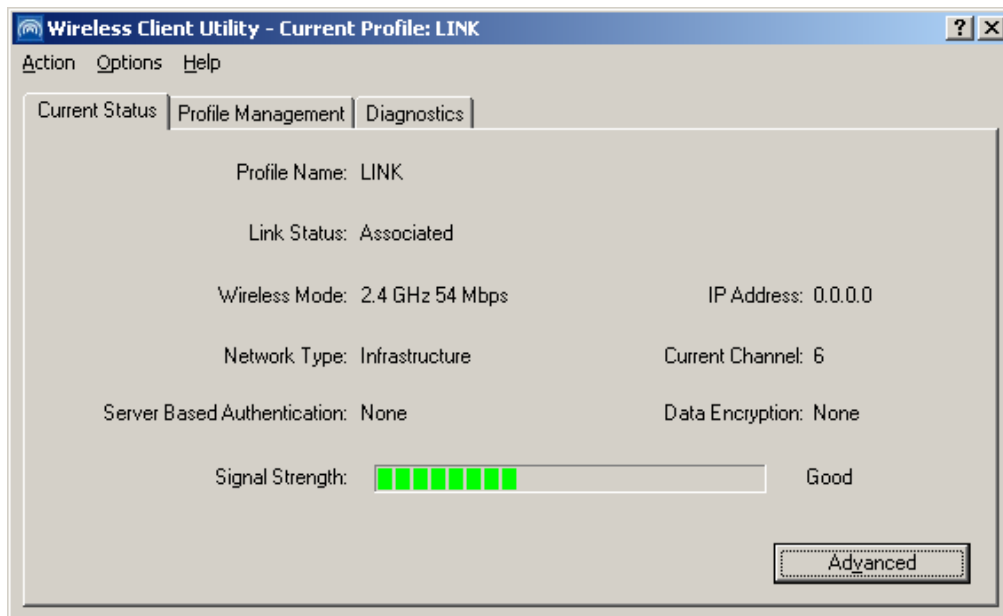 Wireless Client Utility - Current Profile: LINK
Action Options Help
Current Status Profile Management Diagnostics
Profile Name: LINK
Link Status: Associated
Wireless Mode: 2.4 GHz 54 Mbps IP Address: 0.0.0.0
Network Type: Infrastructure Current Channel: 6
Server Based Authentication: None Data Encryption: None
Signal Strength: Good
Advanced